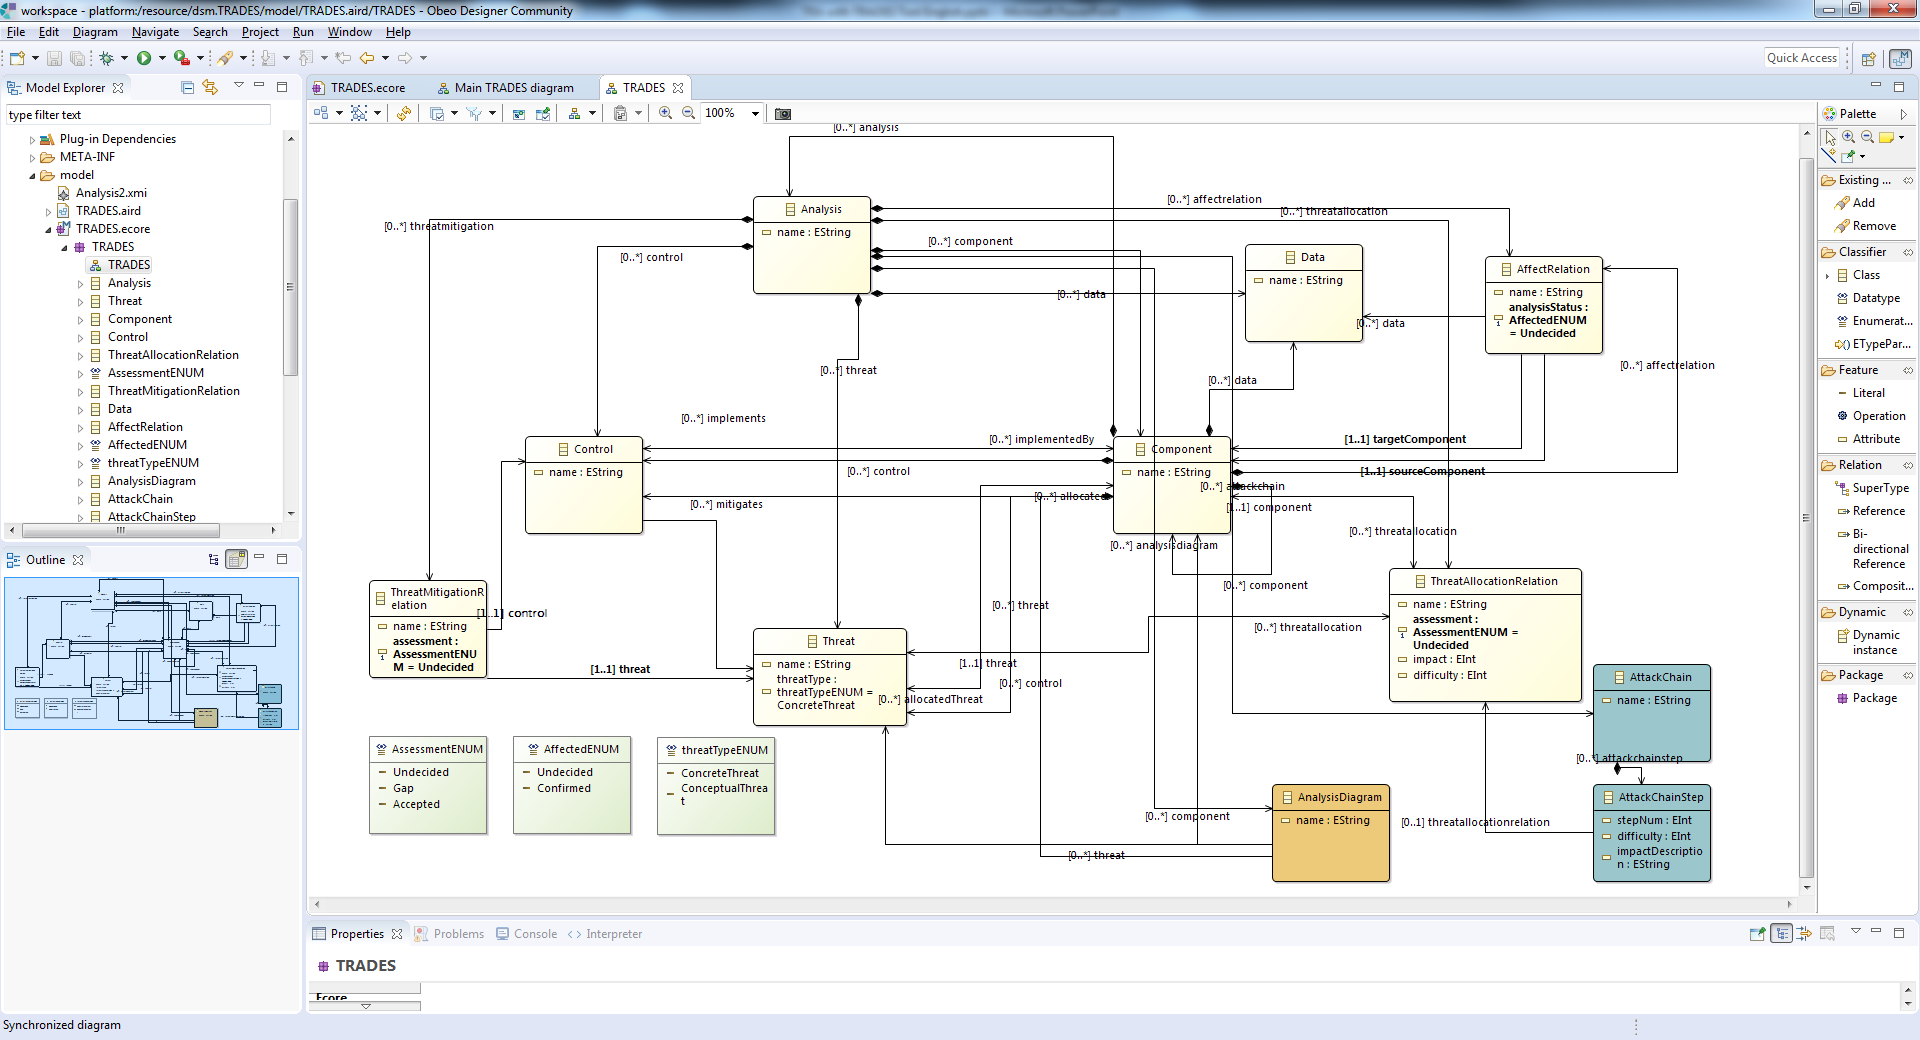 workspace - platform:/resource/dsm.TRADES/model/TRADES.aird/TRADES - Obeo Designer Community
File Edit Diagram Navigate Search Project Run Window Help
Quick Access
Model Explorer
type filter text
Plug-in Dependencies
META-INF
model
Analysis2.xmi
TRADES.aird
TRADES.ecore
TRADES
TRADES
Analysis
Threat
Component
Control
ThreatAllocationRelation
AssessmentENUM
ThreatMitigationRelation
Data
AffectRelation
AffectedENUM
threatTypeENUM
AnalysisDiagram
AttackChain
AttackChainStep
Outline
TRADES.ecore
Main TRADES diagram
TRADES
100%
[0..*] analysis
Analysis
name : EString
[0..*] affectrelation
[0..*] threatallocation
[0..*] threatmitigation
[0..*] control
[0..*] component
[0..*] data
Data
name : EString
AffectRelation
name : EString
analysisStatus :
AffectedENUM
= Undecided
[0..*] data
[0..*] threat
[0..*] data
[0..*] affectrelation
[0..*] implements
[0..*] implementedBy
[1..1] targetComponent
Control
name : EString
Component
name : EString
[0..*] control
[1..1] sourceComponent
[0..*] attackchain
[0..*] mitigates
[1..1] component
[0..*] threatallocation
[0..*] analysisdiagram
[0..*] component
ThreatMitigationR
elation
name : EString
assessment :
AssessmentENU
M = Undecided
[1..1] control
[0..*] threat
ThreatAllocationRelation
name : EString
assessment :
AssessmentENUM =
Undecided
impact : EInt
difficulty : EInt
[0..*] threatallocation
Threat
name : EString
threatType :
threatTypeENUM =
ConcreteThreat
[1..1] threat
[1..1] threat
[0..*] control
[0..*] allocatedThreat
AttackChain
name : EString
[0..*] attackchainstep
AssessmentENUM
Undecided
Gap
Accepted
AffectedENUM
Undecided
Confirmed
threatTypeENUM
ConcreteThreat
ConceptualThrea
t
AnalysisDiagram
name : EString
[0..*] component
[0..*] threat
[0..1] threatallocationrelation
AttackChainStep
stepNum : EInt
difficulty : EInt
impactDescriptio
n : EString
Palette
Existing ...
Add
Remove
Classifier
Class
Datatype
Enumerat...
ETypePar...
Feature
Literal
Operation
Attribute
Relation
SuperType
Reference
Bi-
directional
Reference
Composit...
Dynamic
Dynamic
instance
Package
Package
Properties
Problems
Console
Interpreter
TRADES
Ecore
Synchronized diagram